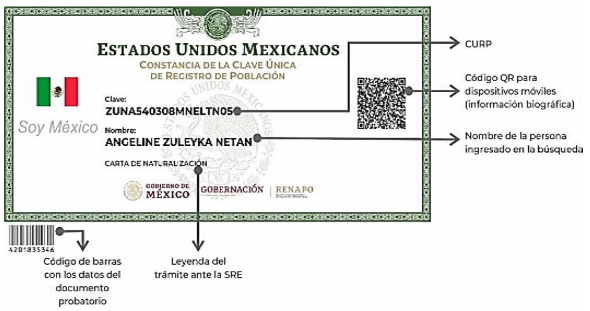 ESTADOS UNIDOS MEXICANOS
CONSTANCIA DE LA CLAVE ÚNICA
DE REGISTRO DE POBLACIÓN
Clave:
ZUNA540308MNELTN05
Soy México
Nombre:
ANGELINE ZULEYKA NETAN
CARTA DE NATURALIZACIÓN
GOBIERNO DE
MÉXICO
GOBERNACIÓN
RENAPO
4201835346
CURP
Código QR para
dispositivos móviles
(información biográfica)
Nombre de la persona
ingresado en la búsqueda
Código de barras
con los datos del
documento
probatorio
Leyenda del
trámite ante la SRE